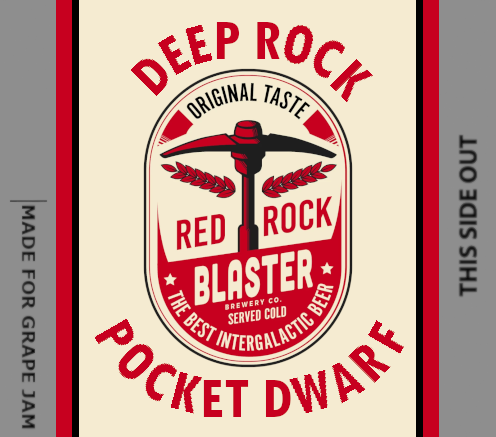 DEEP ROCK
ORIGINAL TASTE
RED ROCK
BLASTER
BREWERY CO.
SERVED COLD
THE BEST INTERGALACTIC BEER
POCKET DWARF
MADE FOR GRAPE JAM
THIS SIDE OUT